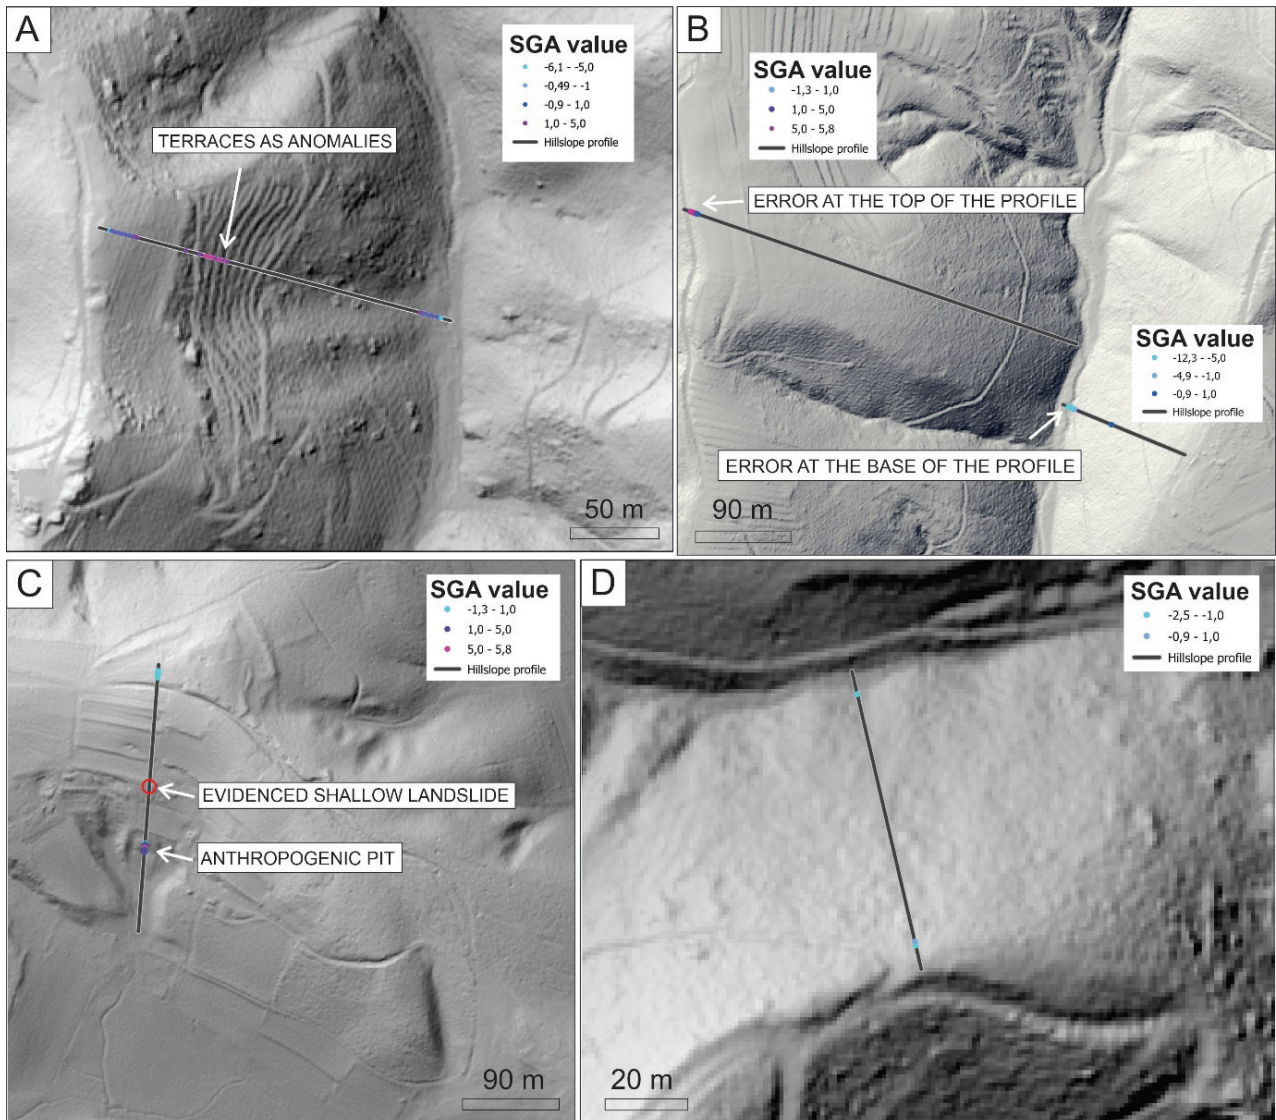 A
SGA value
-6,1 - -5,0
-0,49 - -1
-0,9 - 1,0
1,0 - 5,0
Hillslope profile
TERRACES AS ANOMALIES
50 m
B
SGA value
-1,3 - 1,0
1,0 - 5,0
5,0 - 5,8
Hillslope profile
ERROR AT THE TOP OF THE PROFILE
SGA value
-12,3 - -5,0
-4,9 - -1,0
-0,9 - 1,0
Hillslope profile
ERROR AT THE BASE OF THE PROFILE
90 m
C
SGA value
-1,3 - 1,0
1,0 - 5,0
5,0 - 5,8
Hillslope profile
EVIDENCED SHALLOW LANDSLIDE
ANTHROPOGENIC PIT
90 m
D
SGA value
-2,5 - -1,0
-0,9 - 1,0
Hillslope profile
20 m